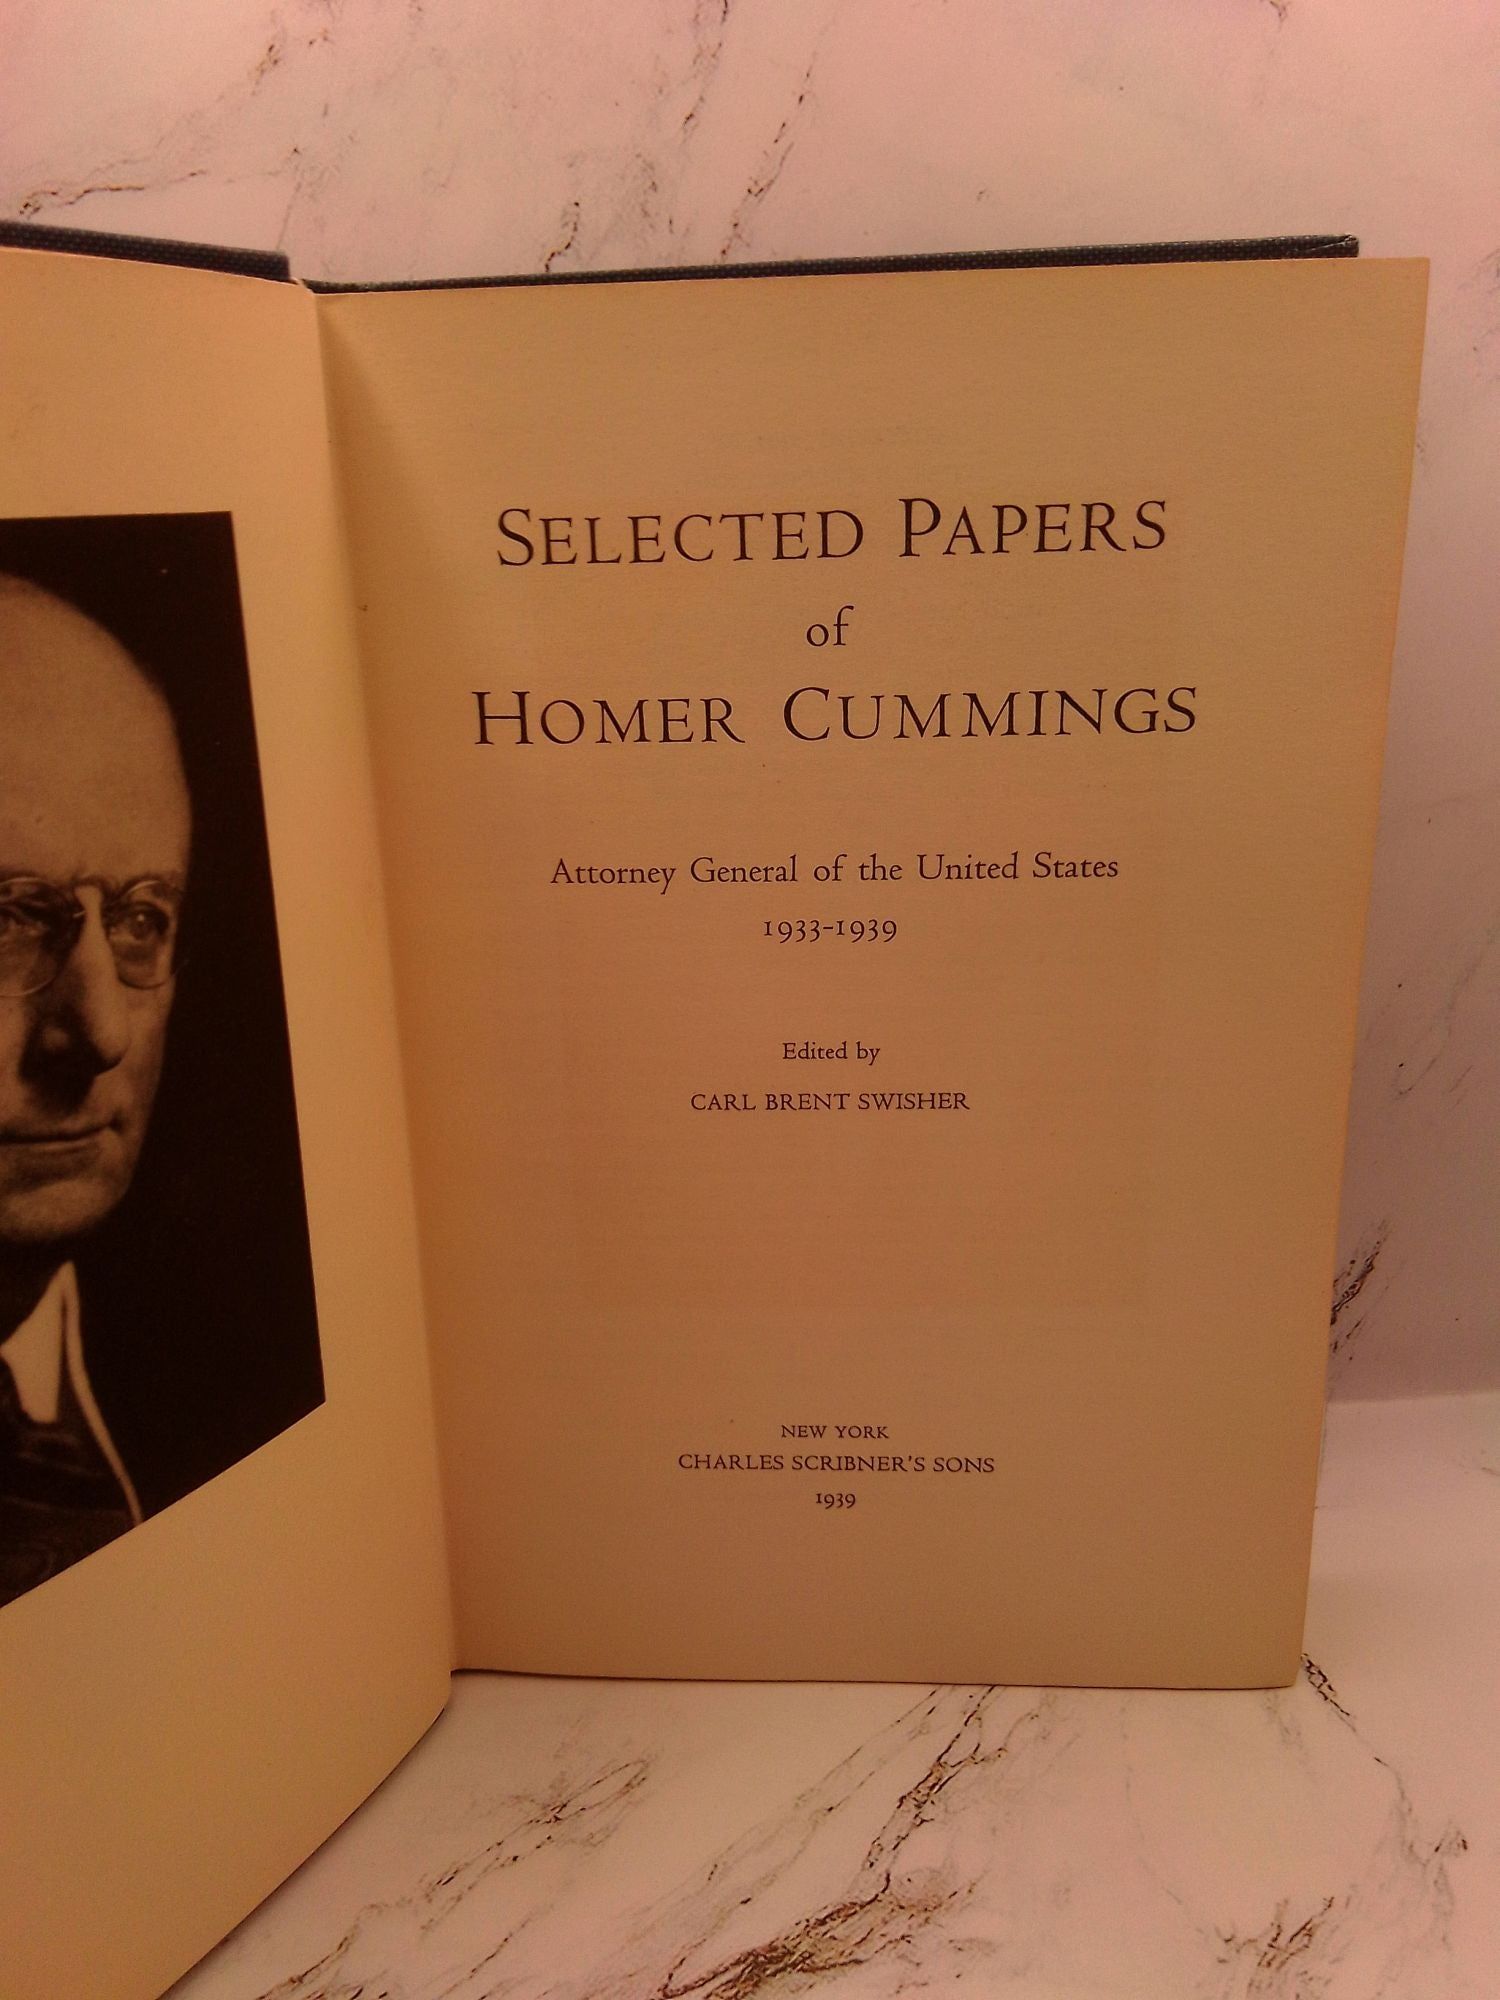 SELECTED PAPERS
of
HOMER CUMMINGS
Attorney General of the United States
1933-1939
Edited by
CARL BRENT SWISHER
NEW YORK
CHARLES SCRIBNER'S SONS
1939